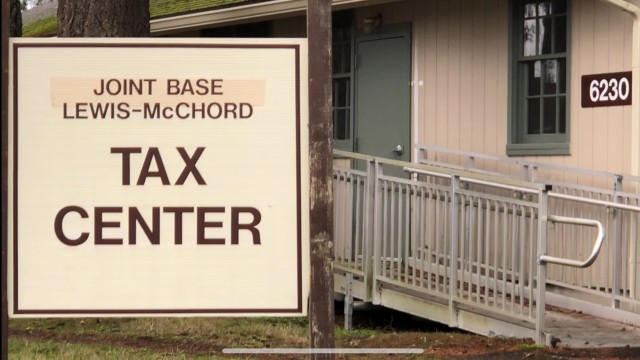 JOINT BASE
LEWIS-McCHORD
TAX
CENTER
6230